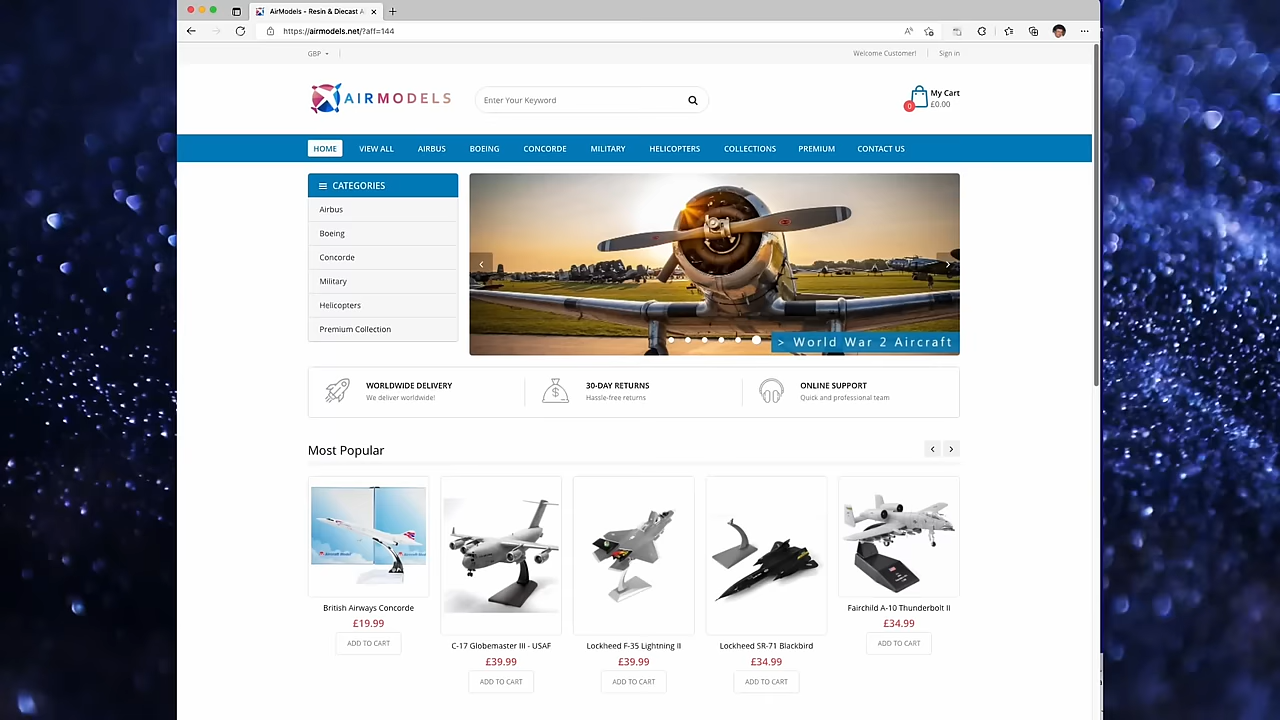 AirModels - Resin & Diecast A
https://airmodels.net/?aff=144
GBP
Welcome Customer!
Sign in
AIRMODELS
Enter Your Keyword
My Cart
0
£0.00
HOME
VIEW ALL
AIRBUS
BOEING
CONCORDE
MILITARY
HELICOPTERS
COLLECTIONS
PREMIUM
CONTACT US
CATEGORIES
Airbus
Boeing
Concorde
Military
Helicopters
Premium Collection
> World War 2 Aircraft
WORLDWIDE DELIVERY
We deliver worldwide!
30-DAY RETURNS
Hassle-free returns
ONLINE SUPPORT
Quick and professional team
Most Popular
British Airways Concorde
£19.99
ADD TO CART
C-17 Globemaster III - USAF
£39.99
ADD TO CART
Lockheed F-35 Lightning II
£39.99
ADD TO CART
Lockheed SR-71 Blackbird
£34.99
ADD TO CART
Fairchild A-10 Thunderbolt II
£34.99
ADD TO CART